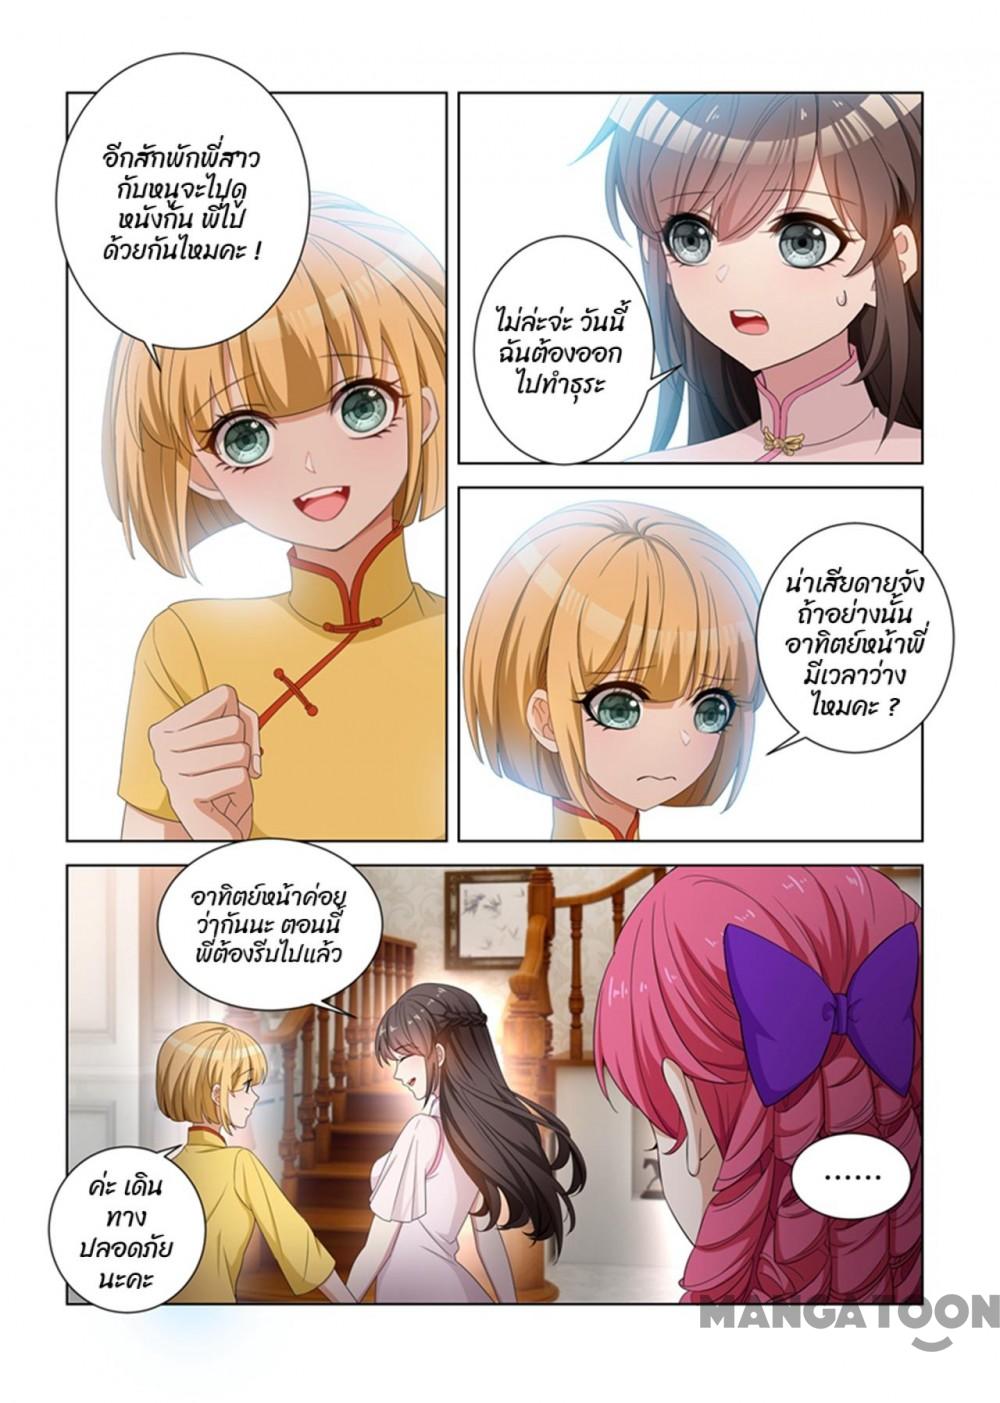 อีกสักพักพี่สาว
กับหนูจะไปดู
หนังกัน พี่ไป
ด้วยกันไหมคะ !
ไม่ล่ะจ่ะ วันนี้
ฉันต้องออก
ไปทำธุระ
น่าเสียดายจัง
ถ้าอย่างนั้น
อาทิตย์หน้าพี่
มีเวลาว่าง
ไหมคะ ?
อาทิตย์หน้าค่อย
ว่ากันนะ ตอนนี้
พี่ต้องรีบไปแล้ว
ค่ะ เดิน
ทาง
ปลอดภัย
นะคะ
......
MANGATOON